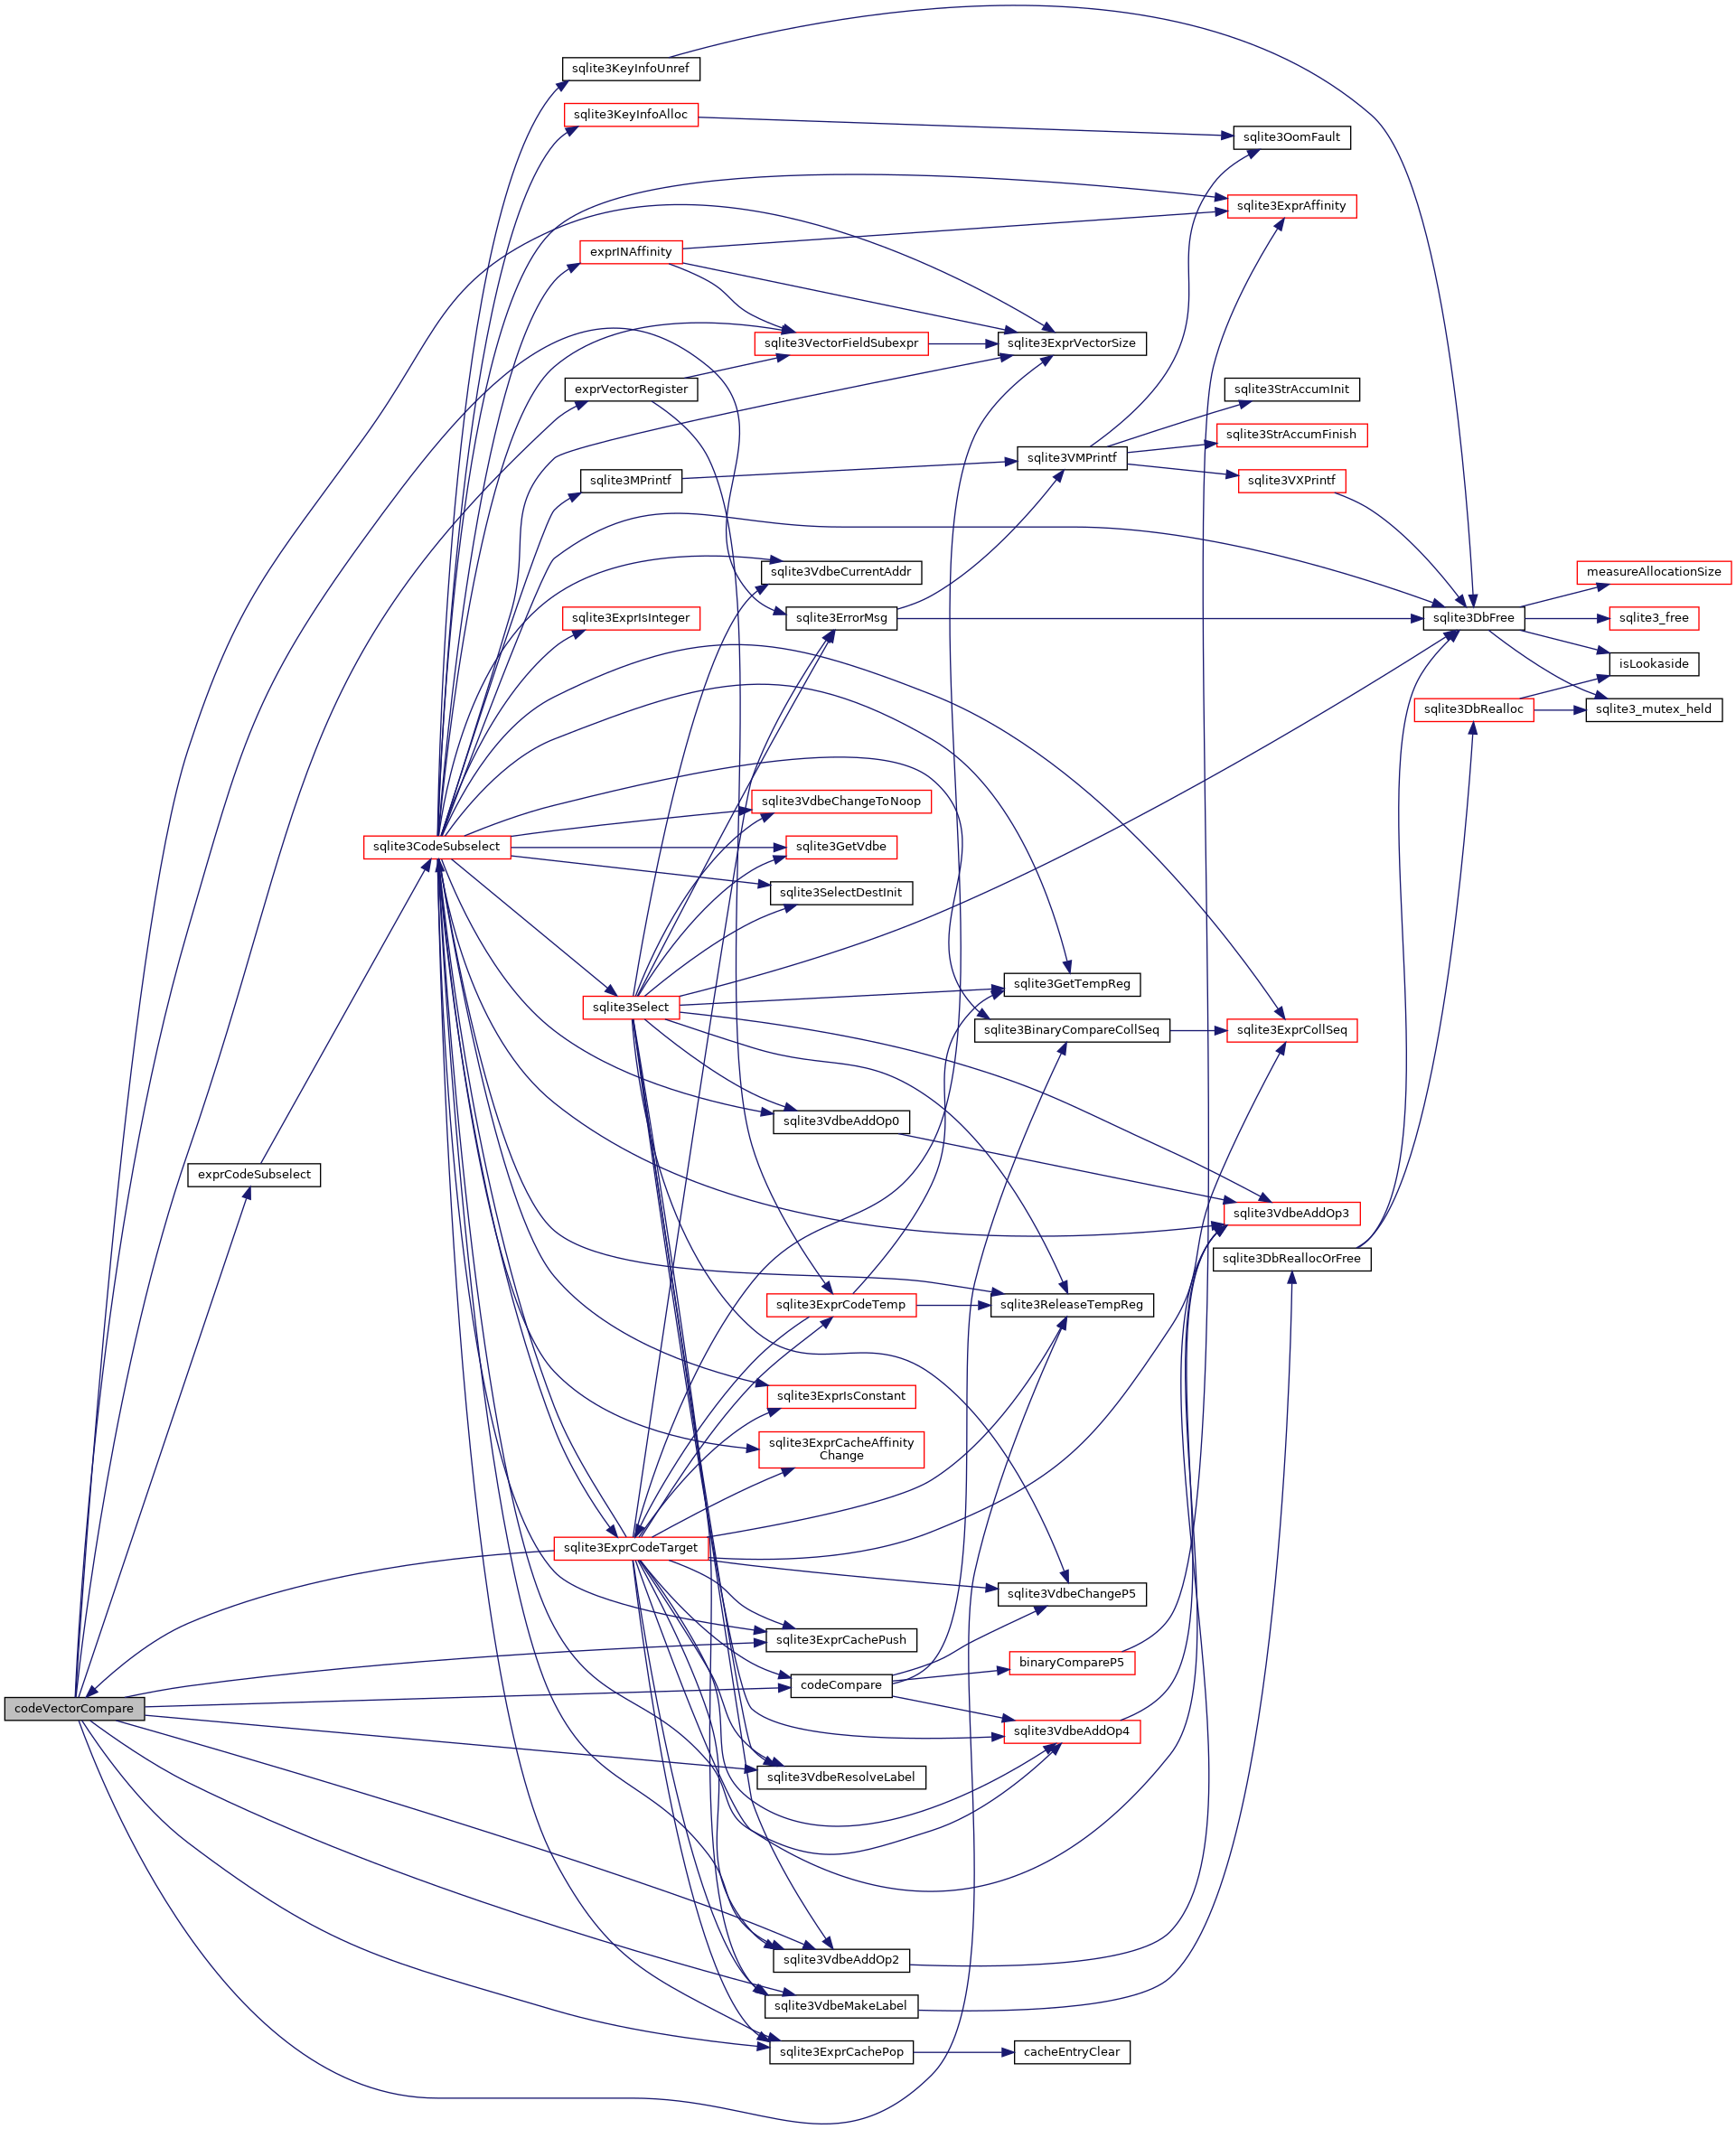 sqlite3KeyInfoUnref
sqlite3KeyInfoAlloc
sqlite3OomFault
sqlite3ExprAffinity
exprINAffinity
sqlite3VectorFieldSubexpr
sqlite3ExprVectorSize
exprVectorRegister
sqlite3StrAccumInit
sqlite3StrAccumFinish
sqlite3VMPrintf
sqlite3MPrintf
sqlite3VXPrintf
sqlite3VdbeCurrentAddr
measureAllocationSize
sqlite3ExprIsInteger
sqlite3ErrorMsg
sqlite3DbFree
sqlite3_free
isLookaside
sqlite3DbRealloc
sqlite3_mutex_held
sqlite3VdbeChangeToNoop
sqlite3CodeSubselect
sqlite3GetVdbe
sqlite3SelectDestInit
sqlite3GetTempReg
sqlite3Select
sqlite3BinaryCompareCollSeq
sqlite3ExprCollSeq
sqlite3VdbeAddOp0
exprCodeSubselect
sqlite3VdbeAddOp3
sqlite3DbReallocOrFree
sqlite3ExprCodeTemp
sqlite3ReleaseTempReg
sqlite3ExprIsConstant
sqlite3ExprCacheAffinity
Change
sqlite3ExprCodeTarget
sqlite3VdbeChangeP5
sqlite3ExprCachePush
binaryCompareP5
codeCompare
codeVectorCompare
sqlite3VdbeAddOp4
sqlite3VdbeResolveLabel
sqlite3VdbeAddOp2
sqlite3VdbeMakeLabel
sqlite3ExprCachePop
cacheEntryClear